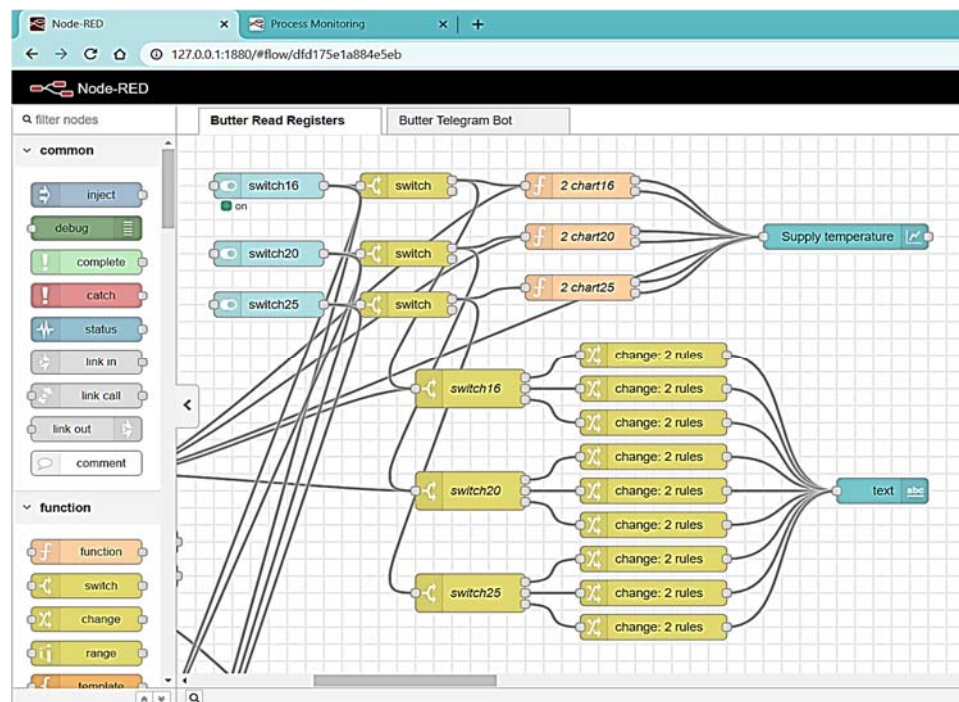 Node-RED
Process Monitoring
127.0.0.1:1880/#flow/dfd175e1a884e5eb
Node-RED
filter nodes
Butter Read Registers
Butter Telegram Bot
common
inject
debug
complete
catch
status
link in
link call
link out
comment
function
function
switch
change
range
template
switch16
on
switch
2 chart16
switch20
switch
2 chart20
Supply temperature
switch25
switch
2 chart25
switch16
change: 2 rules
change: 2 rules
change: 2 rules
switch20
change: 2 rules
change: 2 rules
change: 2 rules
text
abc
switch25
change: 2 rules
change: 2 rules
change: 2 rules